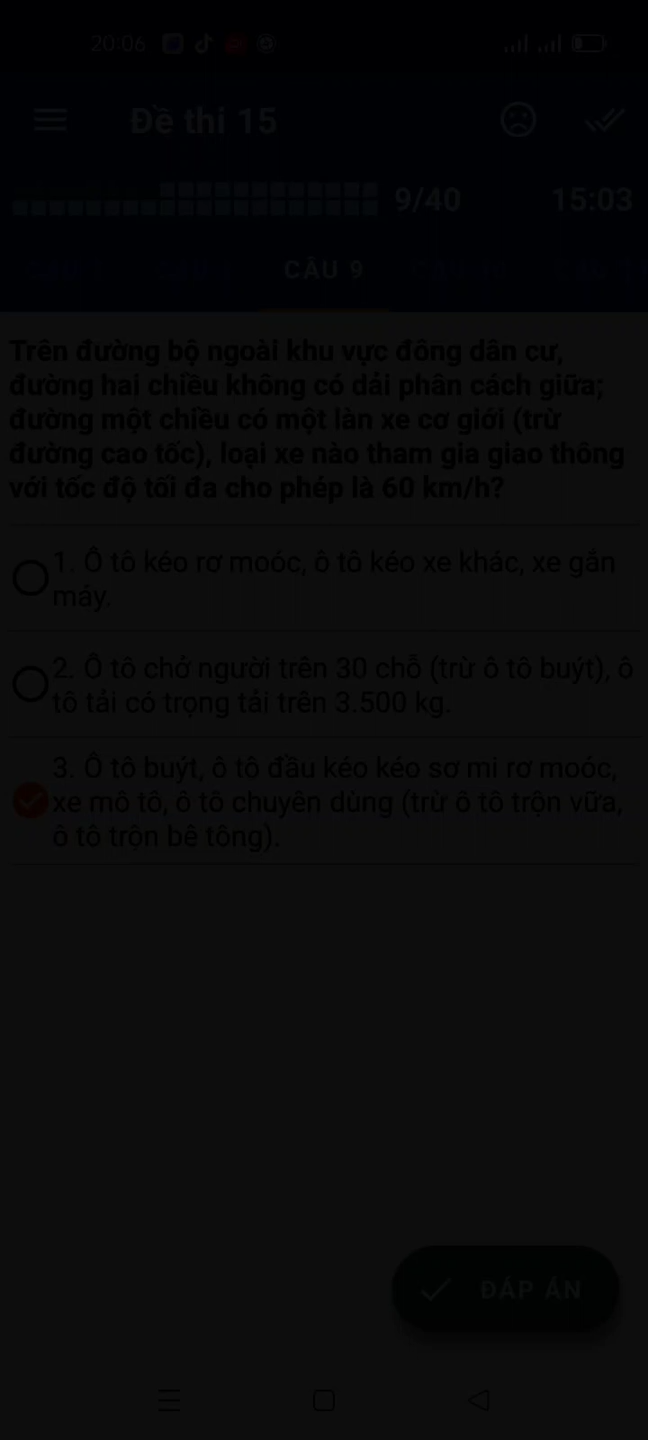 20:06
Đề thi 15
9/40 15:03
CÂU 9
Trên đường bộ ngoài khu vực đông dân cư,
đường hai chiều không có dải phân cách giữa;
đường một chiều có một làn xe cơ giới (trừ
đường cao tốc), loại xe nào tham gia giao thông
với tốc độ tối đa cho phép là 60 km/h?
1. Ô tô kéo rơ moóc, ô tô kéo xe khác, xe gắn
máy.
2. Ô tô chở người trên 30 chỗ (trừ ô tô buýt), ô
tô tải có trọng tải trên 3.500 kg.
3. Ô tô buýt, ô tô đầu kéo kéo sơ mi rơ moóc,
xe mô tô, ô tô chuyên dùng (trừ ô tô trộn vữa,
ô tô trộn bê tông).
ĐÁP ÁN